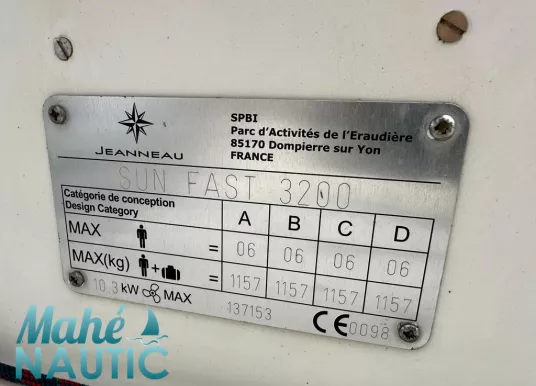 JEANNEAU
SPBI
Parc d'Activités de l'Eraudière
85170 Dompierre sur Yon
FRANCE
SUN FAST 3200
Catégorie de conception
Design Category
A B C D
MAX = 06 06 06 06
MAX(kg) + = 1157 1157 1157 1157
10.3 kW MAX
137153
CE 0098
Mahé
NAUTIC